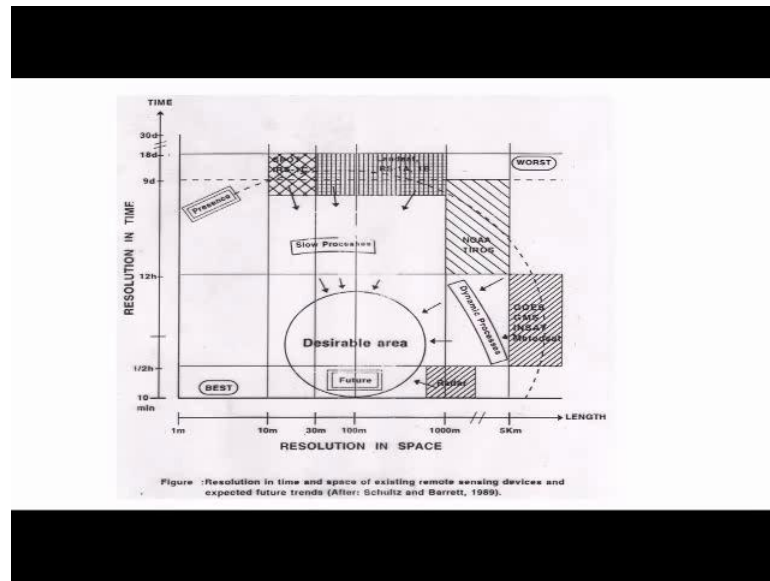 TIME
30d
18d
9d
12h
1/2h
10
min
RESOLUTION IN TIME
Landsat
WORST
Presence
Slow Processes
NOAA
TIROS
Dynamic Processes
GOES
GMS
INSAT
Desirable area
Future
Radar
BEST
LENGTH
1m
10m
30m
100m
1000m
5Km
RESOLUTION IN SPACE
Figure :Resolution in time and space of existing remote sensing devices and
expected future trends (After: Schultz and Barrett, 1989).